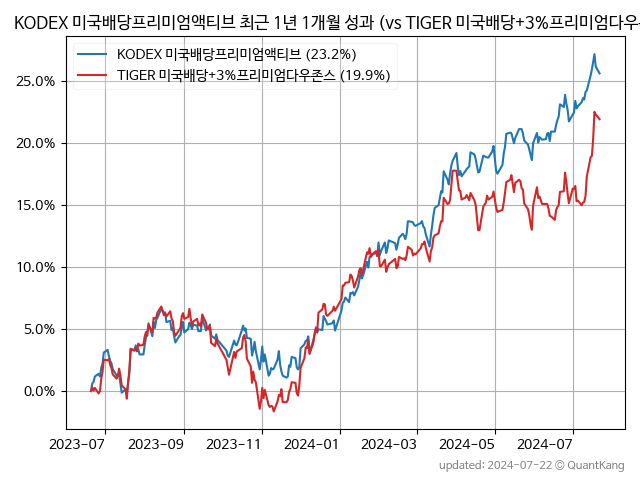 KODEX 미국배당프리미엄액티브 최근 1년 1개월 성과 (vs TIGER 미국배당+3%프리미엄다우
KODEX 미국배당프리미엄액티브 (23.2%)
TIGER 미국배당+3%프리미엄다우존스 (19.9%)
25.0%
20.0%
15.0%
10.0%
5.0%
0.0%
2023-07 2023-09 2023-11 2024-01 2024-03 2024-05 2024-07
updated: 2024-07-22 © QuantKang